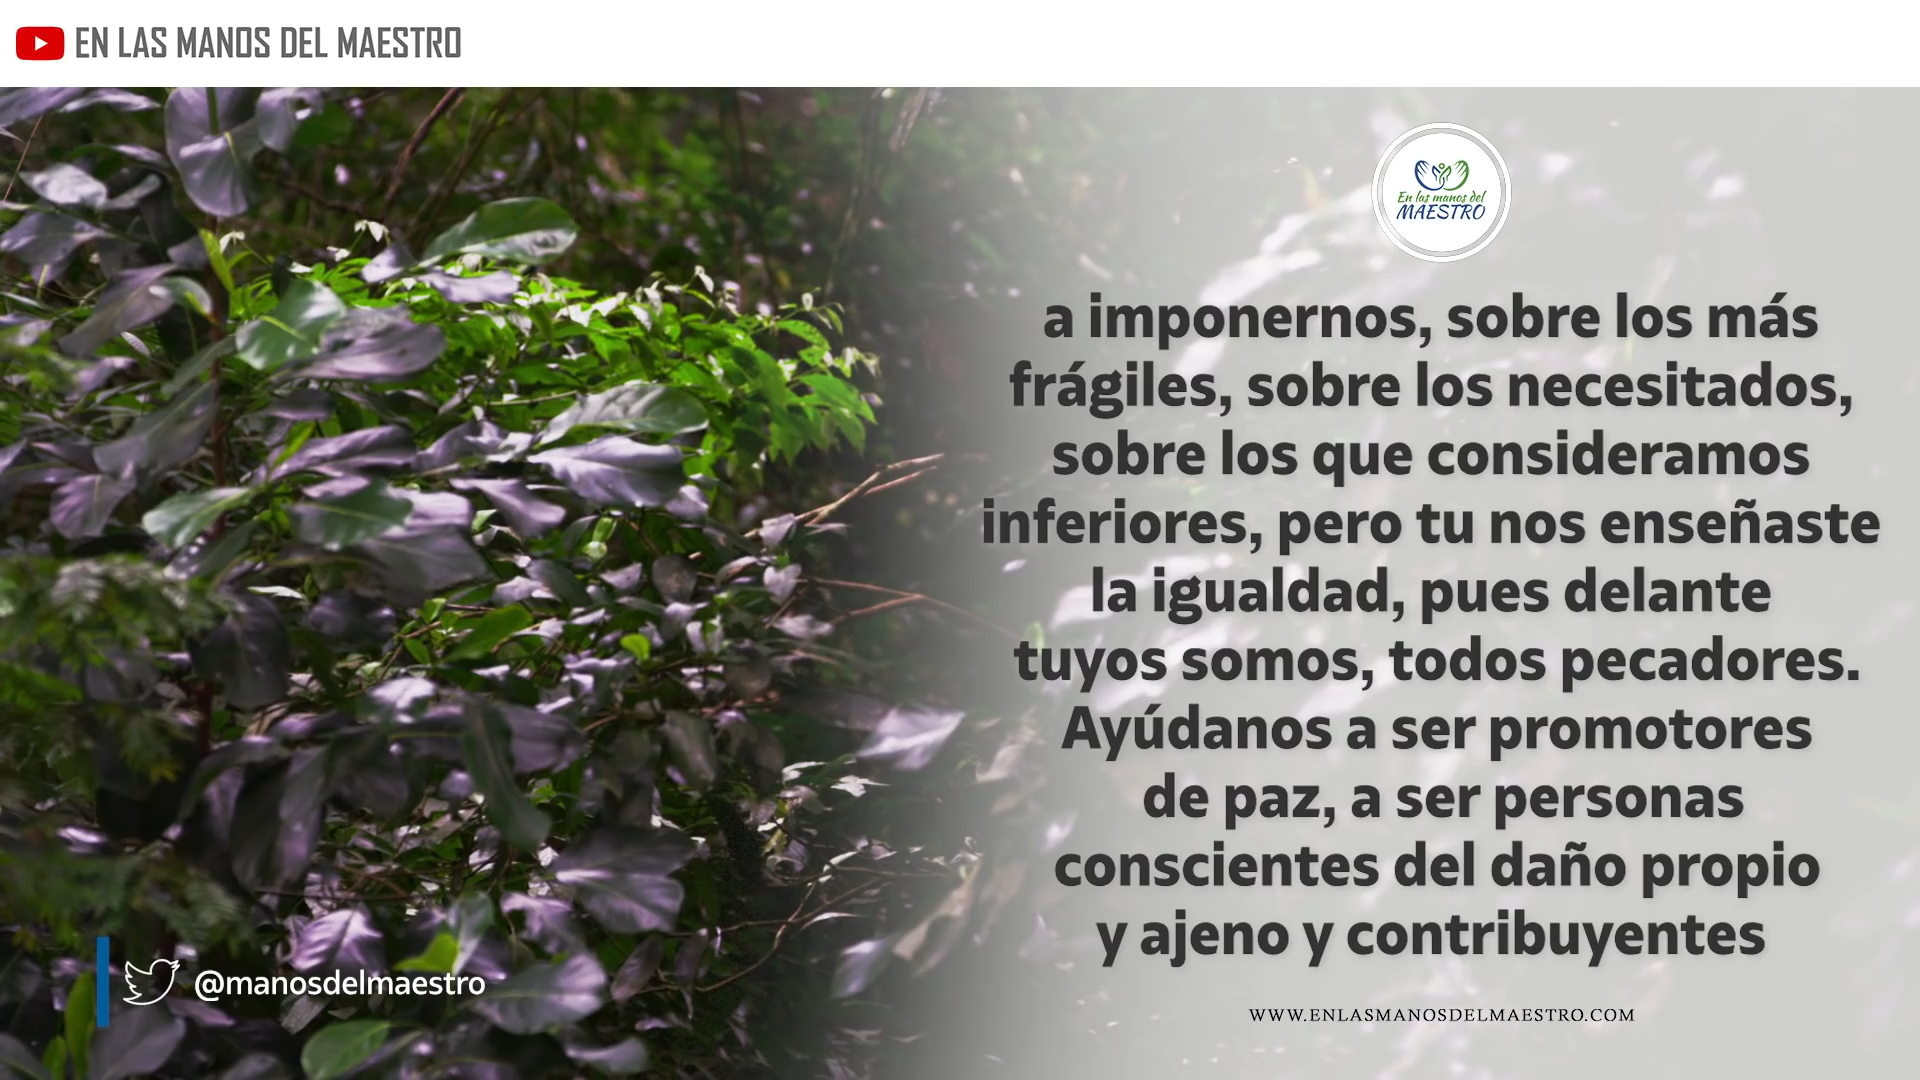 EN LAS MANOS DEL MAESTRO
En las manos del
MAESTRO
a imponernos, sobre los más
frágiles, sobre los necesitados,
sobre los que consideramos
inferiores, pero tu nos enseñaste
la igualdad, pues delante
tuyos somos, todos pecadores.
Ayúdanos a ser promotores
de paz, a ser personas
conscientes del daño propio
y ajeno y contribuyentes
@manosdelmaestro
WWW.ENLASMANOSDELMAESTRO.COM